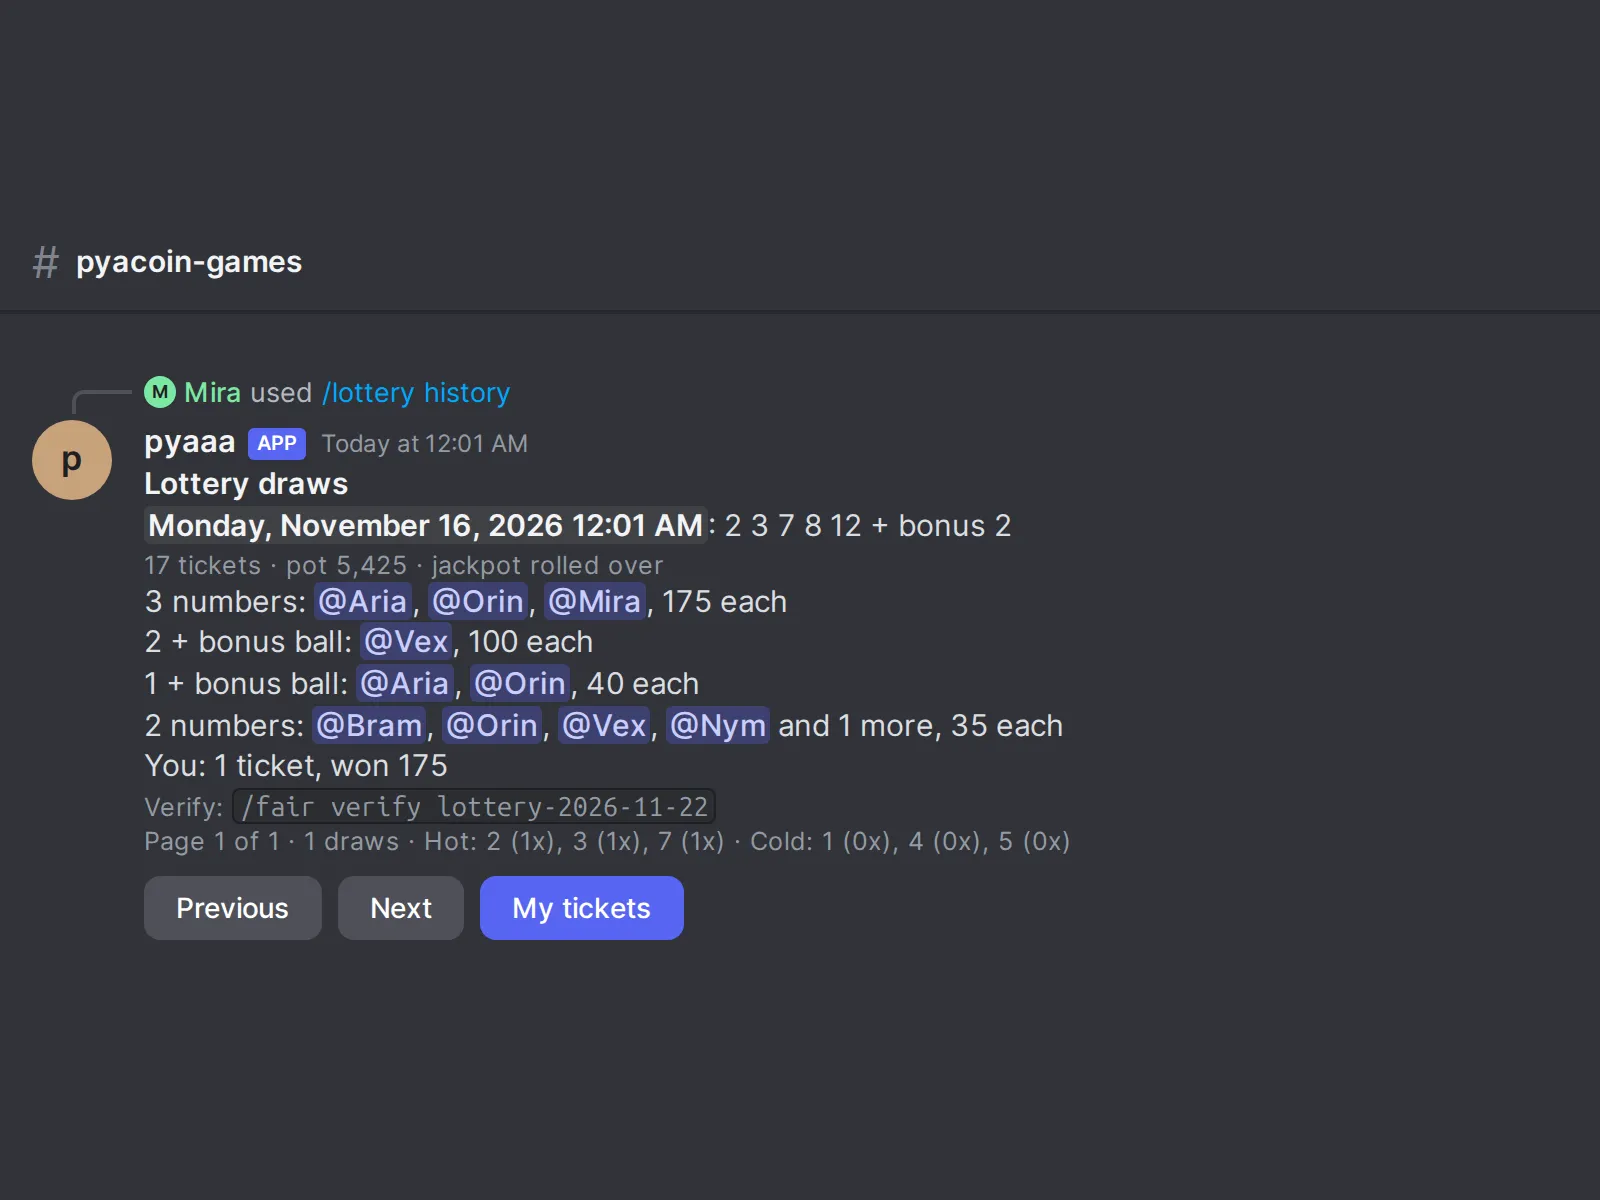 # pyacoin-games
M Mira used /lottery history
p
pyaaa APP Today at 12:01 AM
Lottery draws
Monday, November 16, 2026 12:01 AM: 2 3 7 8 12 + bonus 2
17 tickets · pot 5,425 · jackpot rolled over
3 numbers: @Aria, @Orin, @Mira, 175 each
2 + bonus ball: @Vex, 100 each
1 + bonus ball: @Aria, @Orin, 40 each
2 numbers: @Bram, @Orin, @Vex, @Nym and 1 more, 35 each
You: 1 ticket, won 175
Verify: /fair verify lottery-2026-11-22
Page 1 of 1 · 1 draws · Hot: 2 (1x), 3 (1x), 7 (1x) · Cold: 1 (0x), 4 (0x), 5 (0x)
Previous Next My tickets